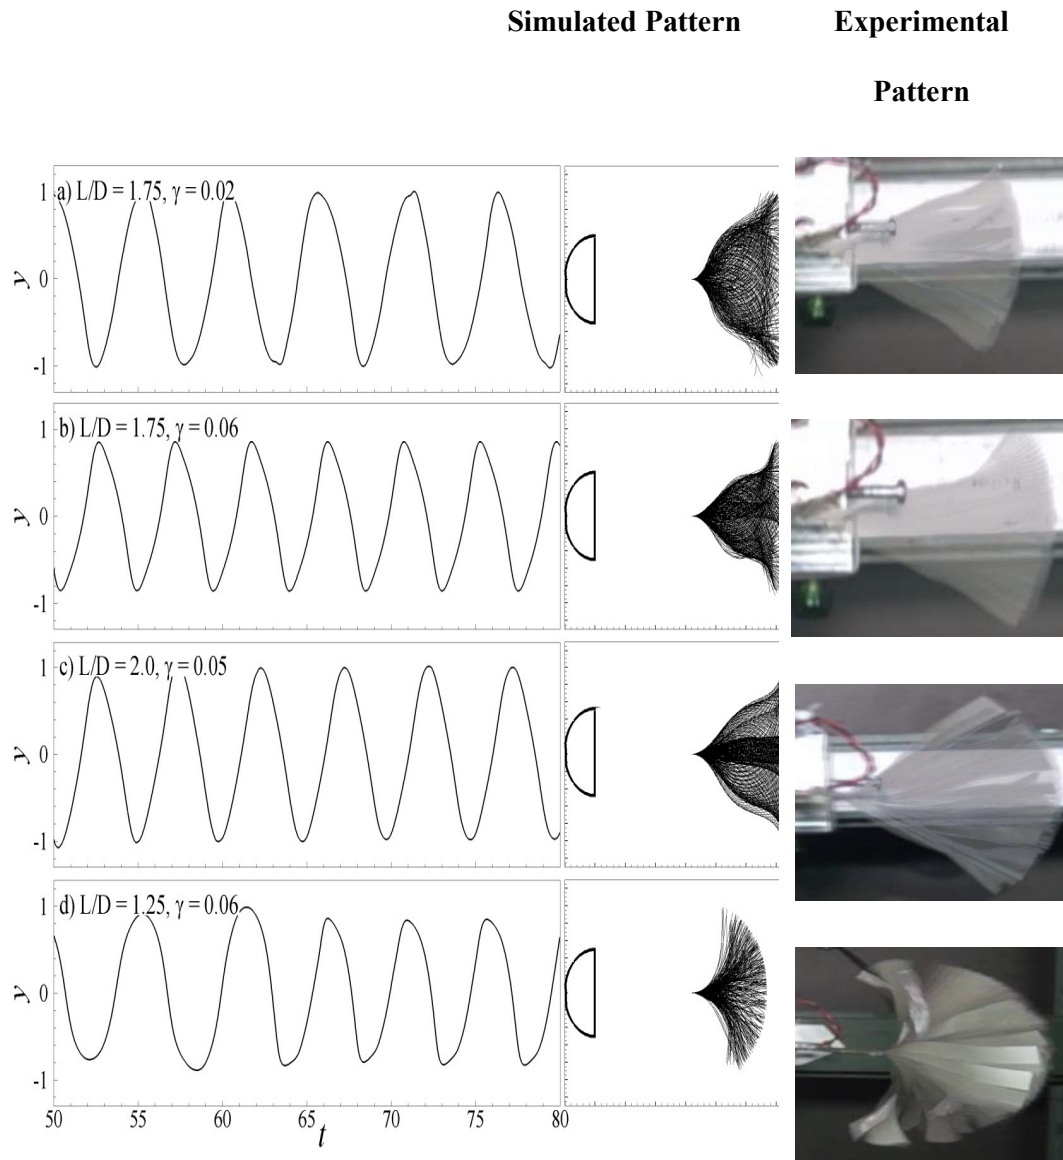 Simulated Pattern
Experimental
Pattern
a) L/D = 1.75, γ = 0.02
1
0
-1
y
b) L/D = 1.75, γ = 0.06
1
0
-1
y
c) L/D = 2.0, γ = 0.05
1
0
-1
y
d) L/D = 1.25, γ = 0.06
1
0
-1
y
50 55 60 65 70 75 80
t